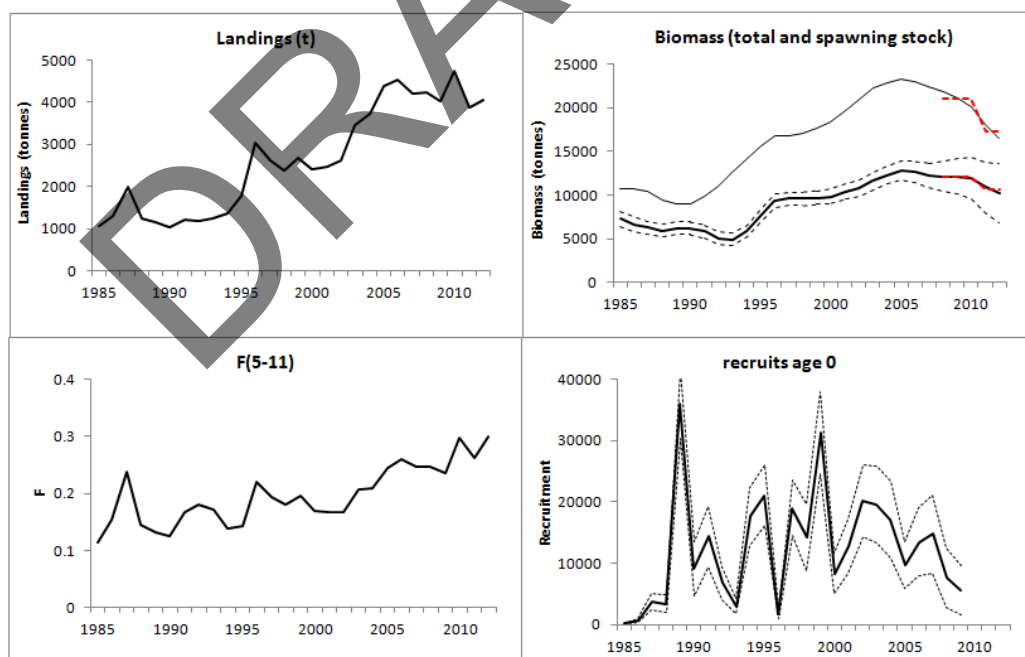 Landings (t)
Landings (tonnes)
5000
4000
3000
2000
1000
0
1985 1990 1995 2000 2005 2010
Biomass (total and spawning stock)
Biomass (tonnes)
25000
20000
15000
10000
5000
0
1985 1990 1995 2000 2005 2010
F(5-11)
F
0.4
0.3
0.2
0.1
0
1985 1990 1995 2000 2005 2010
recruits age 0
Recruitment
40000
30000
20000
10000
0
1985 1990 1995 2000 2005 2010
DRA